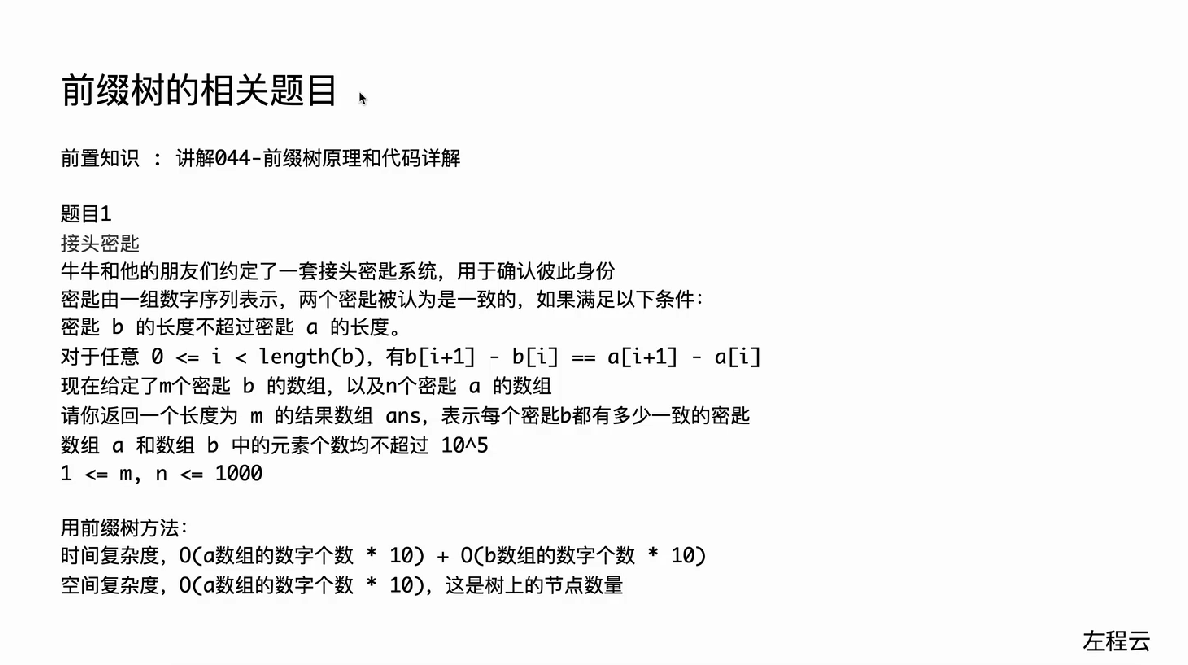 前缀树的相关题目
前置知识 : 讲解044-前缀树原理和代码详解
题目1
接头密匙
牛牛和他的朋友们约定了一套接头密匙系统，用于确认彼此身份
密匙由一组数字序列表示，两个密匙被认为是一致的，如果满足以下条件：
密匙 b 的长度不超过密匙 a 的长度。
对于任意 0 <= i < length(b)，有b[i+1] - b[i] == a[i+1] - a[i]
现在给定了m个密匙 b 的数组，以及n个密匙 a 的数组
请你返回一个长度为 m 的结果数组 ans，表示每个密匙b都有多少一致的密匙
数组 a 和数组 b 中的元素个数均不超过 10^5
1 <= m, n <= 1000
用前缀树方法：
时间复杂度，O(a数组的数字个数 * 10) + O(b数组的数字个数 * 10)
空间复杂度，O(a数组的数字个数 * 10)，这是树上的节点数量
左程云